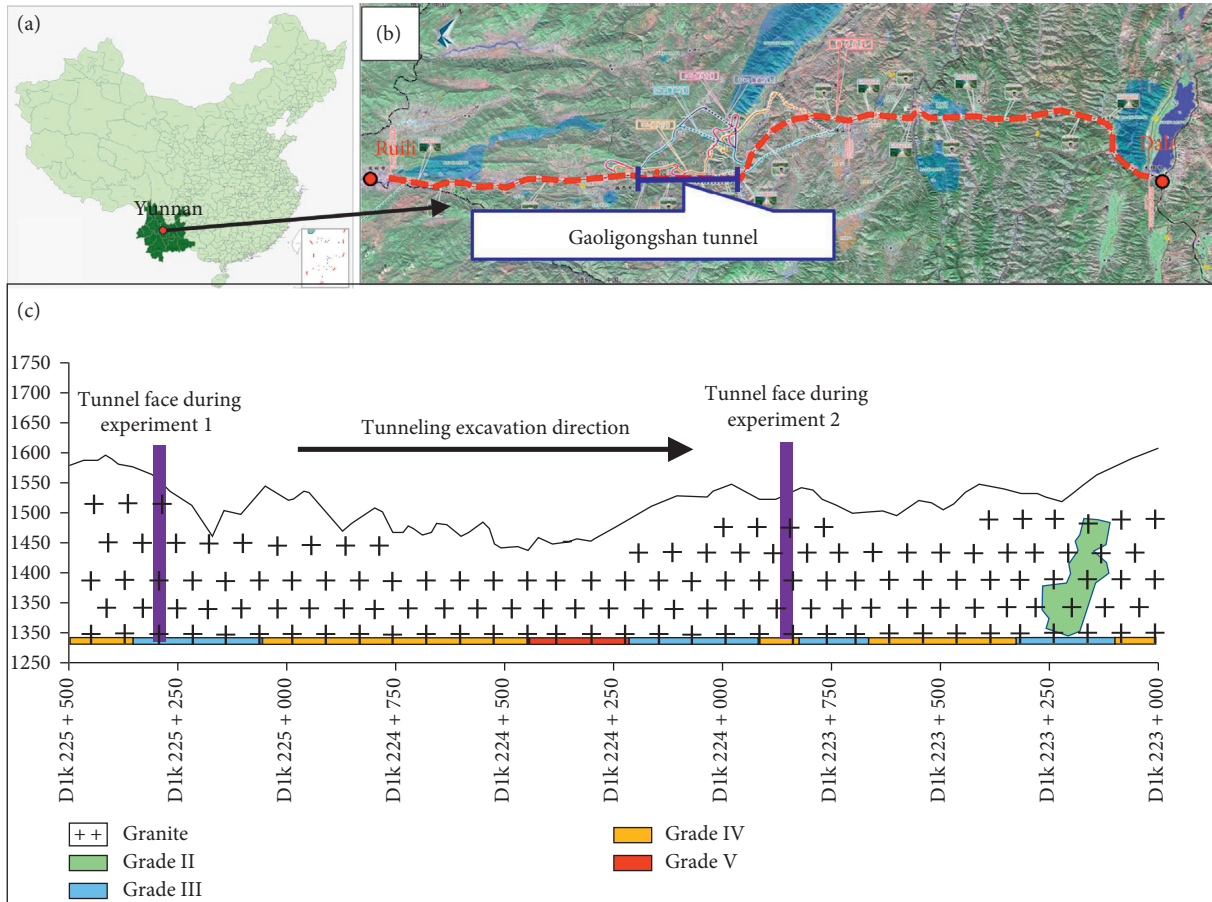 (a)
Yunnan
(b)
Ruili
Dali
Gaoligongshan tunnel
(c)
1750
1700
1650
1600
1550
1500
1450
1400
1350
1350
1250
Tunnel face during
experiment 1
Tunneling excavation direction
Tunnel face during
experiment 2
D1k 225 + 500
D1k 225 + 250
D1k 225 + 000
D1k 224 + 750
D1k 224 + 500
D1k 224 + 250
D1k 224 + 000
D1k 223 + 750
D1k 223 + 500
D1k 223 + 250
D1k 223 + 000
++ Granite
Grade II
Grade III
Grade IV
Grade V